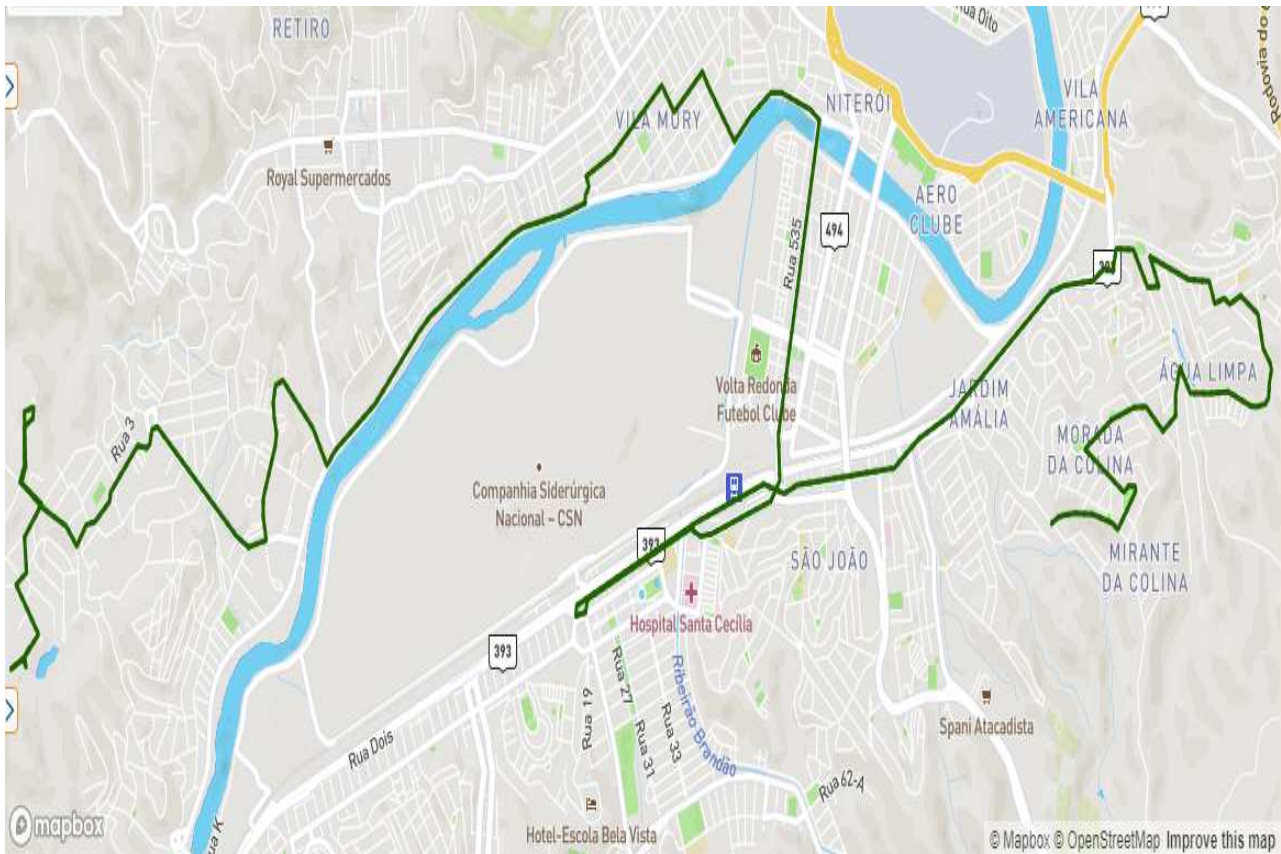 RETIRO
Rua Oito
Rodovia do
VILA
AMERICANA
NITERÓI
VILA MURY
Royal Supermercados
AERO
CLUBE
494
Rua 535
Volta Redonda
Futebol Clube
JARDIM
AMÁLIA
ÁGUA LIMPA
MORADA
DA COLINA
Rua 3
Companhia Siderúrgica
Nacional – CSN
393
SÃO JOÃO
MIRANTE
DA COLINA
Hospital Santa Cecília
393
Rua 19
Rua 27
Rua 31
Rua 33
Ribeirão Brandão
Rua Dois
Spani Atacadista
Rua 62-A
Hotel-Escola Bela Vista
Rua K
mapbox
© Mapbox © OpenStreetMap Improve this map